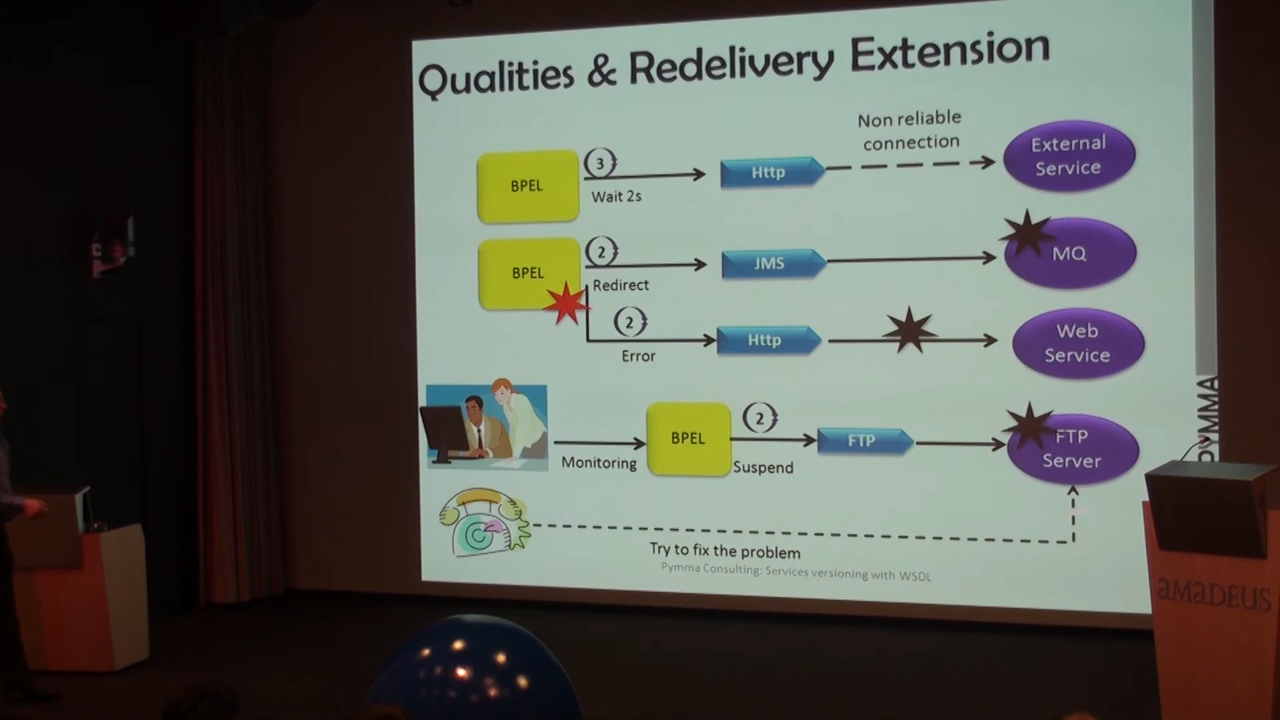 Qualities & Redelivery Extension
Non reliable
connection
BPEL
3
Wait 2s
Http
External
Service
BPEL
2
Redirect
JMS
MQ
2
Error
Http
Web
Service
Monitoring
BPEL
2
Suspend
FTP
FTP
Server
Try to fix the problem
Pymma Consulting: Services versioning with WSDL
PYMMA
amadeus